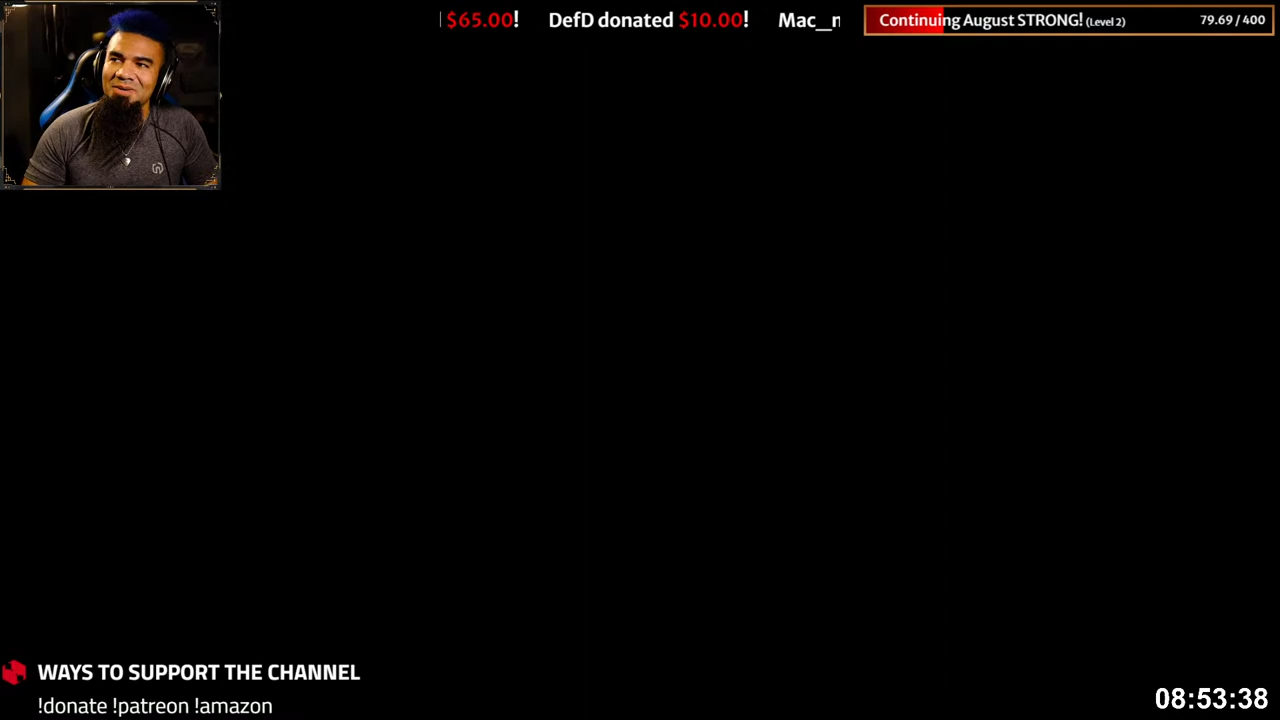 $65.00! DefD donated $10.00!
Continuing August STRONG! (Level 2) 79.69 / 400
WAYS TO SUPPORT THE CHANNEL
!donate !patreon !amazon
08:53:38